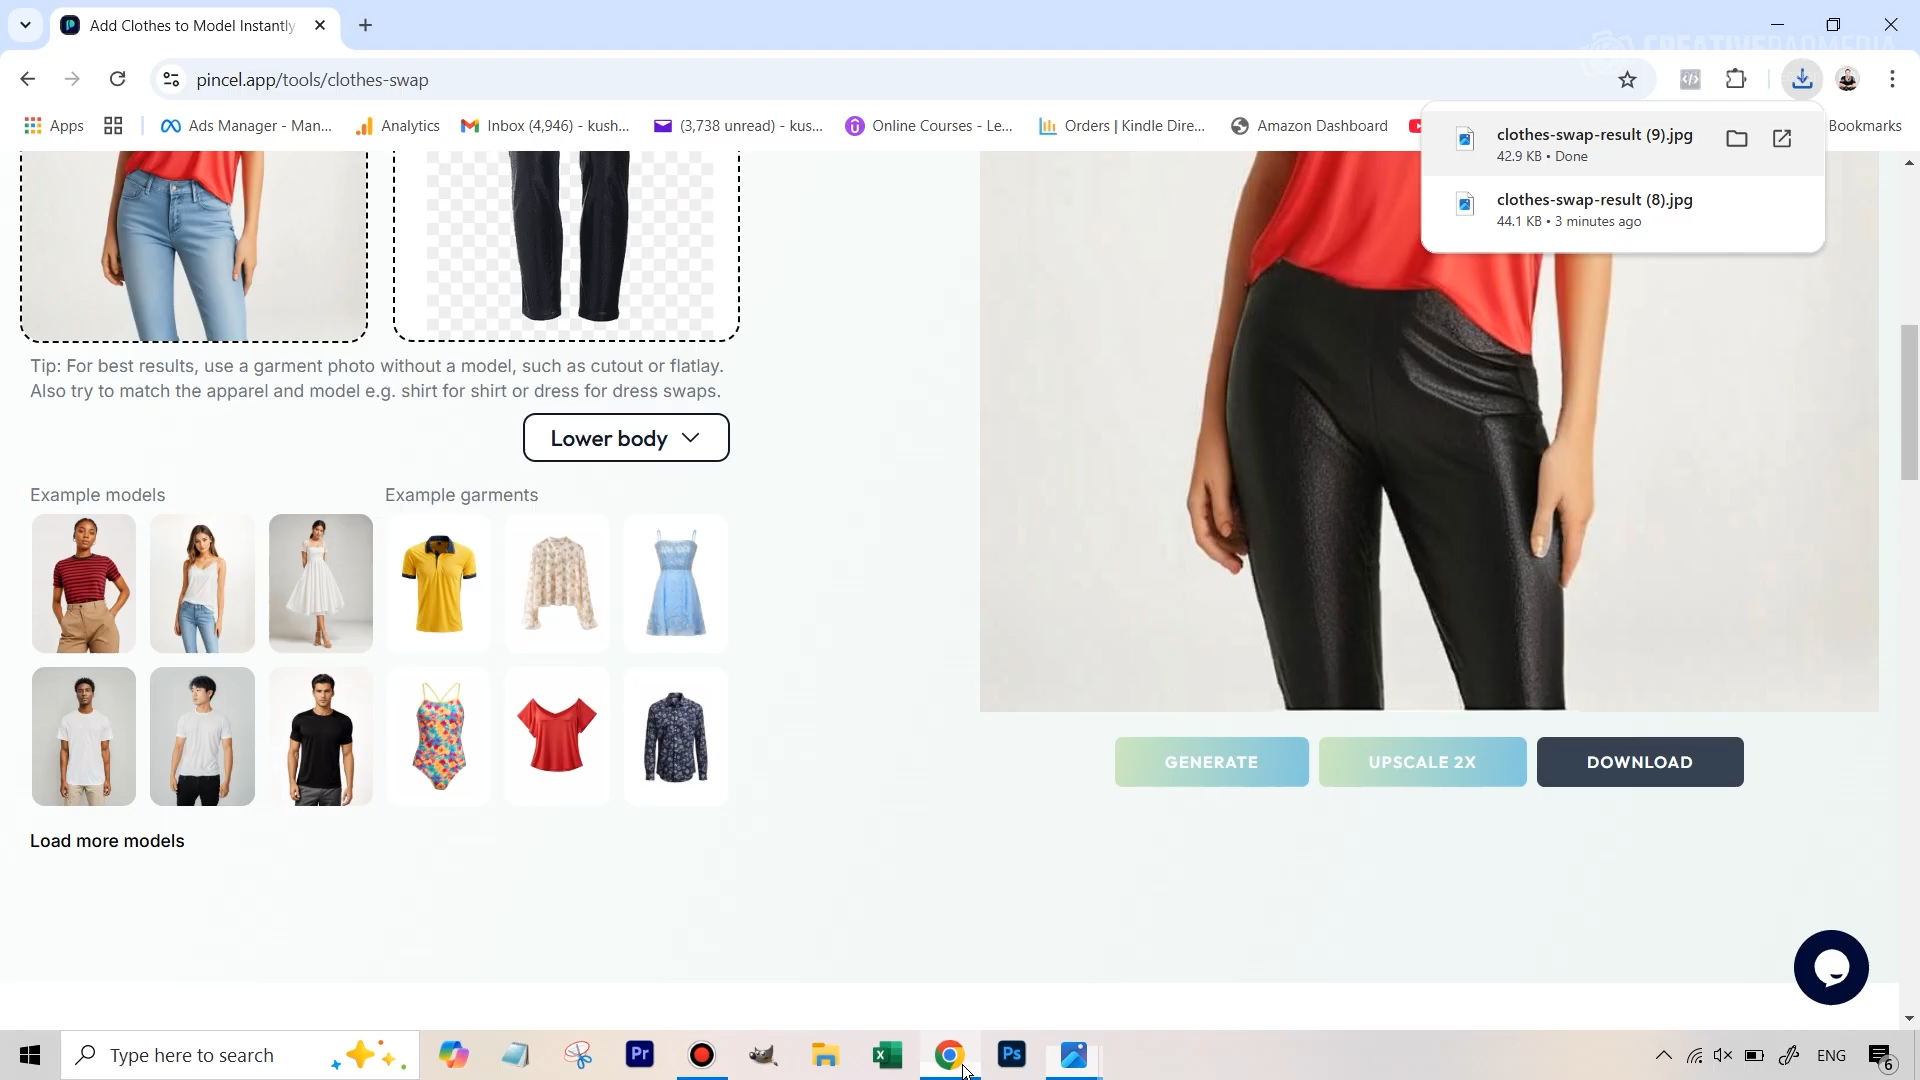 Add Clothes to Model Instantly
CREATIVEPADMEDIA
pincel.app/tools/clothes-swap
Apps
Ads Manager - Man...
Analytics
Inbox (4,946) - kush...
(3,738 unread) - kus...
Online Courses - Le...
Orders | Kindle Dire...
Amazon Dashboard
Bookmarks
clothes-swap-result (9).jpg
42.9 KB • Done
clothes-swap-result (8).jpg
44.1 KB • 3 minutes ago
Tip: For best results, use a garment photo without a model, such as cutout or flatlay.
Also try to match the apparel and model e.g. shirt for shirt or dress for dress swaps.
Lower body
Example models
Example garments
GENERATE
UPSCALE 2X
DOWNLOAD
Load more models
Type here to search
Pr
Ps
ENG
6